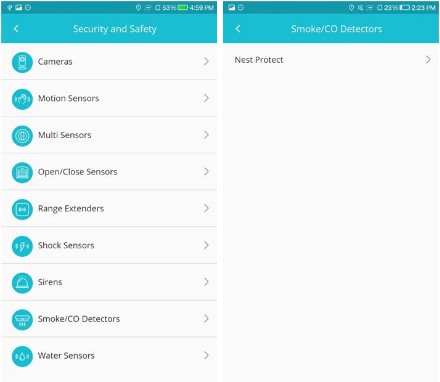 53% 4:59 PM
Security and Safety
Cameras
Motion Sensors
Multi Sensors
Open/Close Sensors
Range Extenders
Shock Sensors
Sirens
Smoke/CO Detectors
Water Sensors
23% 2:23 PM
Smoke/CO Detectors
Nest Protect